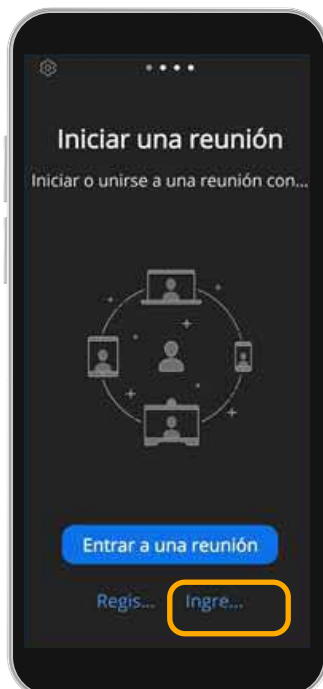 Iniciar una reunión
Iniciar o unirse a una reunión con...
Entrar a una reunión
Regis...
Ingre...